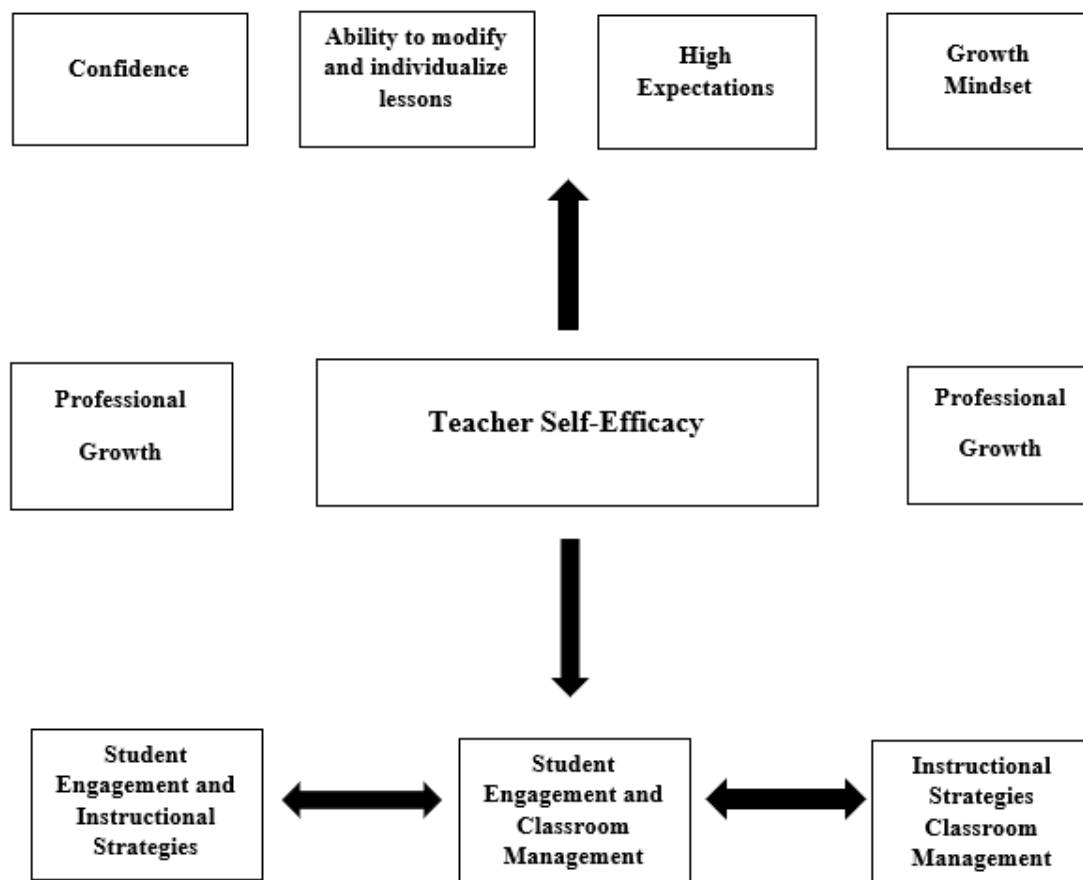 Confidence
Ability to modify
and individualize
lessons
High
Expectations
Growth
Mindset
Professional
Growth
Teacher Self-Efficacy
Professional
Growth
Student
Engagement and
Instructional
Strategies
Student
Engagement and
Classroom
Management
Instructional
Strategies
Classroom
Management